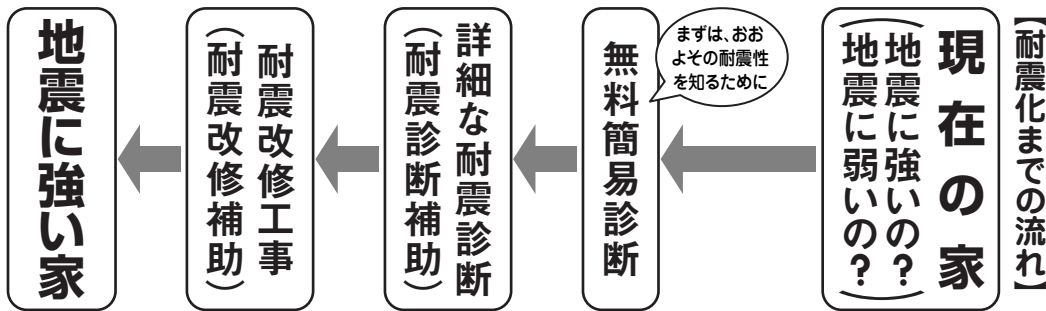 【耐震化までの流れ】
現在の家
（地震に強いの？
地震に弱いの？）
まずは、おお
よその耐震性
を知るために
無料簡易診断
詳細な耐震診断
（耐震診断補助）
耐震改修工事
（耐震改修補助）
地震に強い家